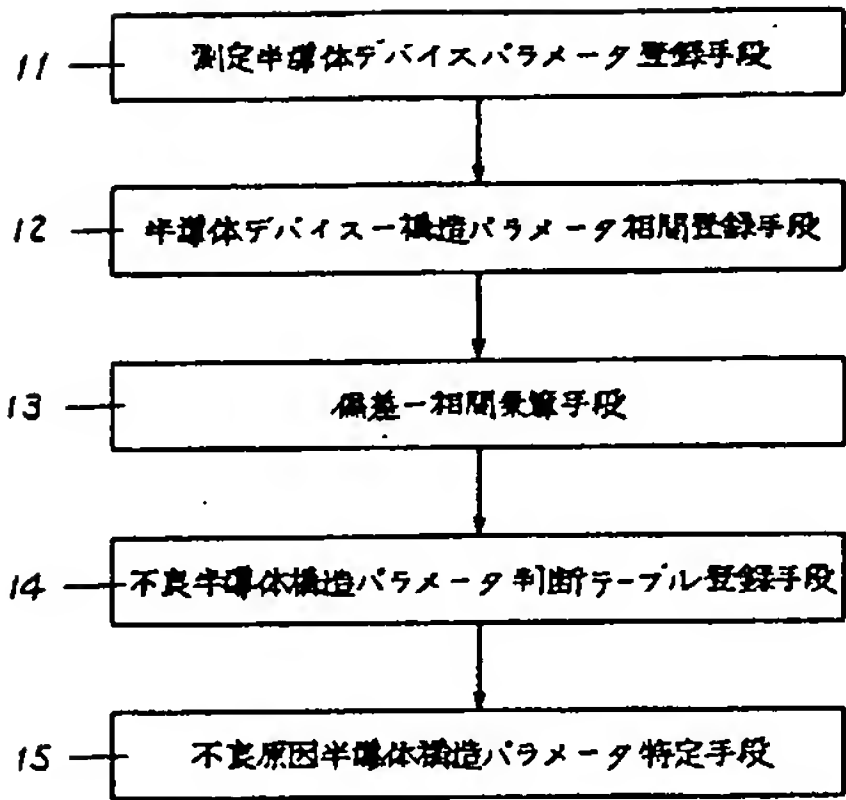 11 測定半導体デバイスパラメータ登録手段
12 半導体デバイスー構造パラメータ相関登録手段
13 偏差ー相関乗算手段
14 不良半導体構造パラメータ判断テーブル登録手段
15 不良原因半導体構造パラメータ特定手段